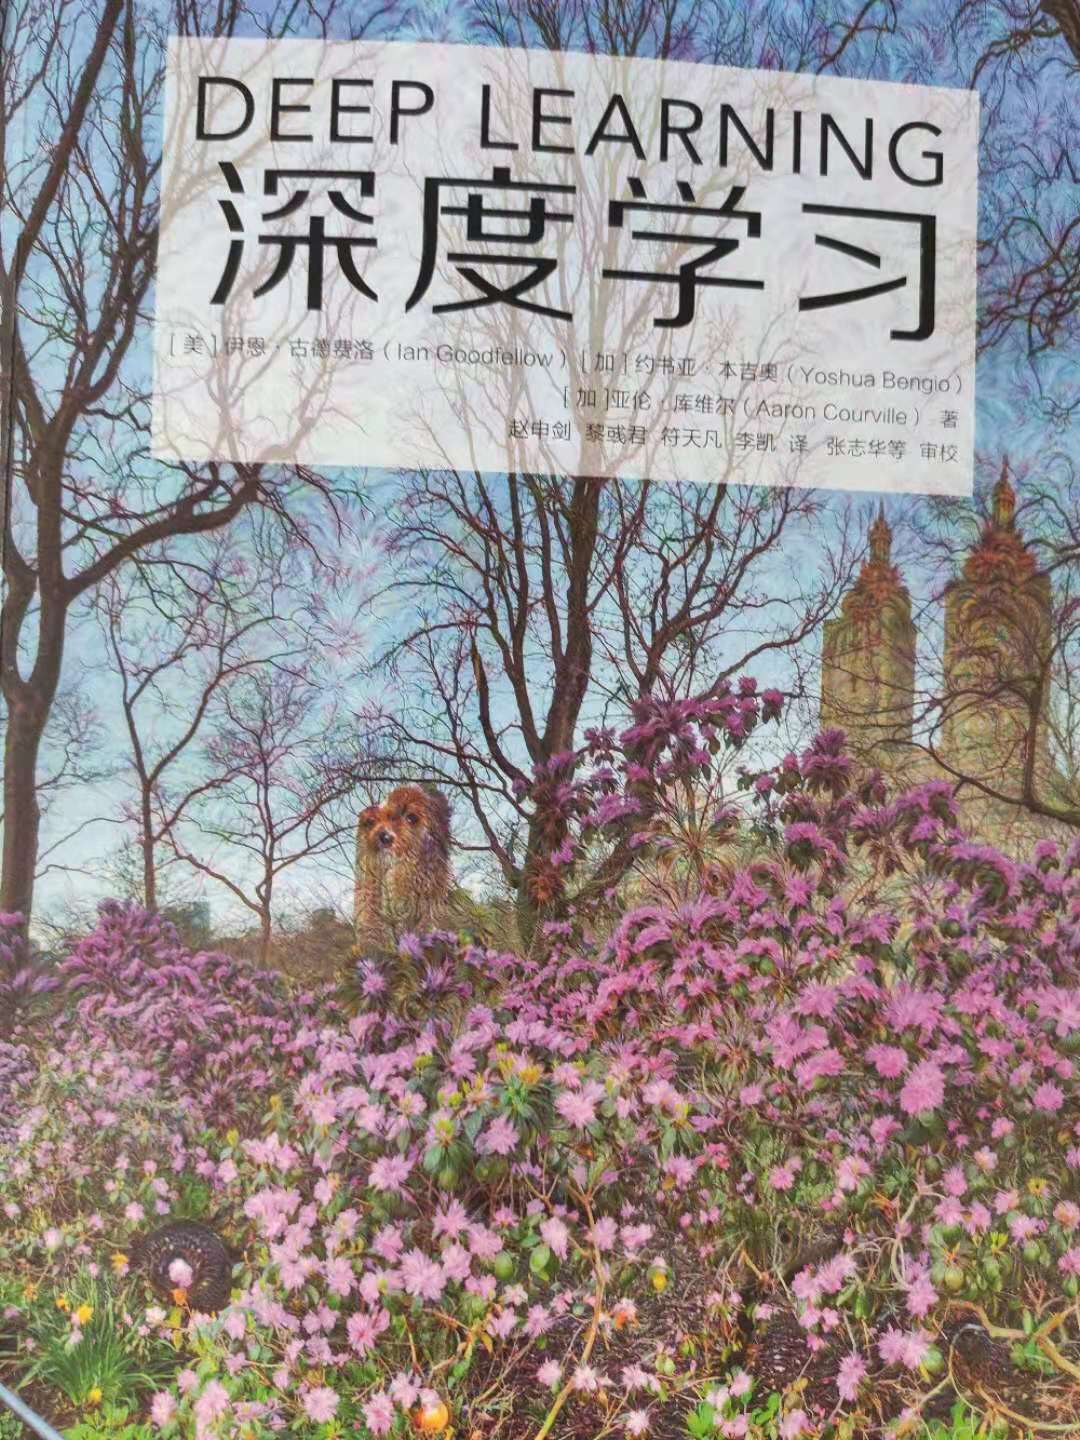 DEEP LEARNING
深度学习
[ 美 ] 伊恩 · 古德费洛（Ian Goodfellow）[ 加 ] 约书亚 · 本吉奥（Yoshua Bengio）
[ 加 ]亚伦 · 库维尔（Aaron Courville） 著
赵申剑 黎彧君 符天凡 李凯 译 张志华等 审校